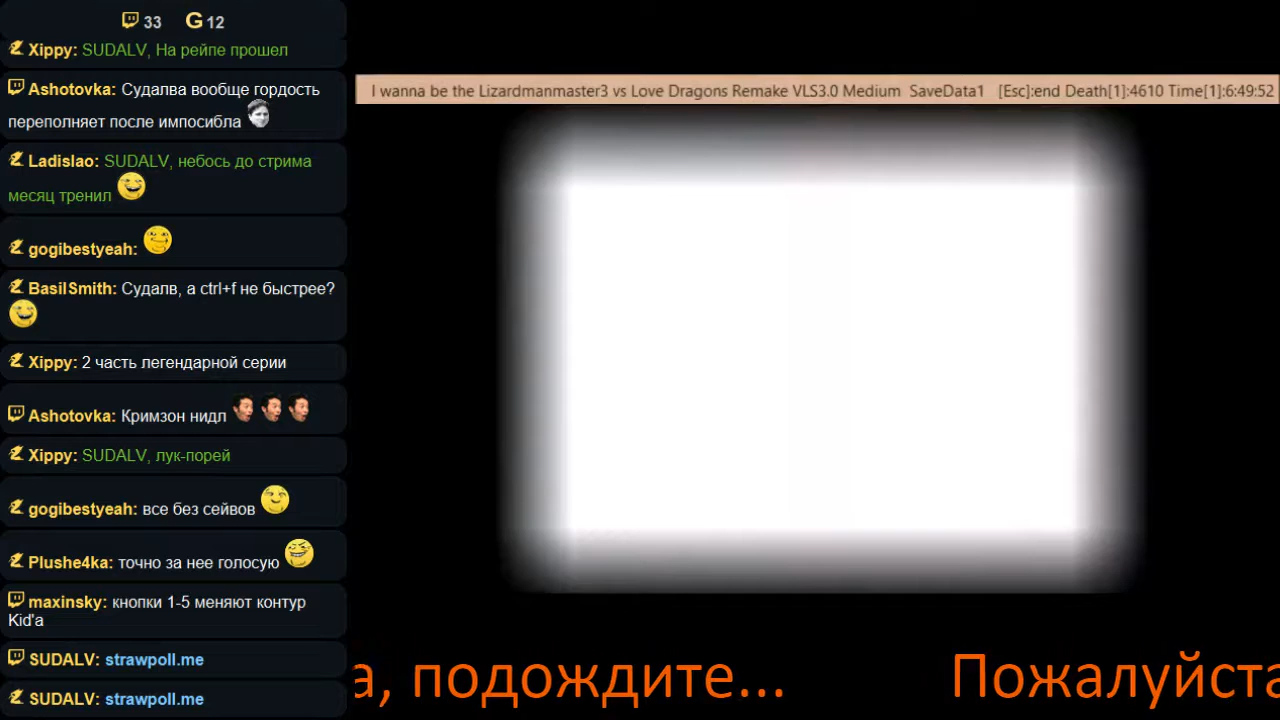 33 G 12
Xippy: SUDALV, На рейпе прошел
Ashotovka: Судалва вообще гордость
переполняет после импосибла
Ladislao: SUDALV, небось до стрима
месяц тренил
gogibestyeah:
BasilSmith: Судалв, а ctrl+f не быстрее?
Xippy: 2 часть легендарной серии
Ashotovka: Кримзон нидл
Xippy: SUDALV, лук-порей
gogibestyeah: все без сейвов
Plushe4ka: точно за нее голосую
maxinsky: кнопки 1-5 меняют контур
Kid'а
SUDALV: strawpoll.me
SUDALV: strawpoll.me
I wanna be the Lizardmanmaster3 vs Love Dragons Remake VLS3.0 Medium SaveData1 [Esc]:end Death[1]:4610 Time[1]:6:49:52
а, подождите... Пожалуйста